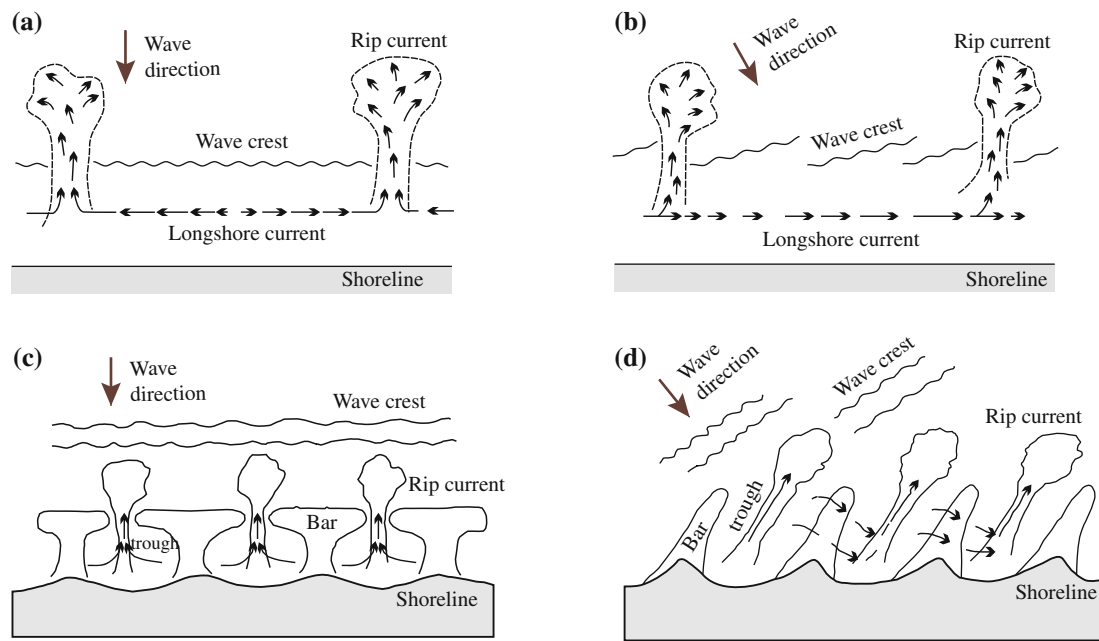 (a)
Wave
direction
Rip current
Wave crest
Longshore current
Shoreline
(b)
Wave
direction
Rip current
Wave crest
Longshore current
Shoreline
(c)
Wave
direction
Wave crest
Rip current
Bar
trough
Shoreline
(d)
Wave
direction
Wave crest
Rip current
trough
Bar
Shoreline